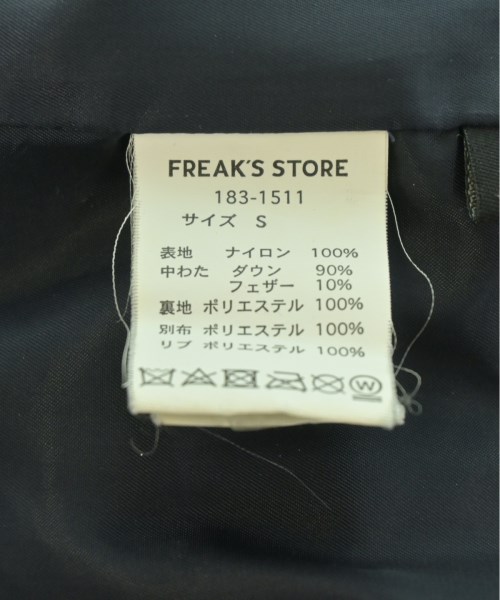 FREAK'S STORE
183-1511
サイズ S
表地 ナイロン 100%
中わた ダウン 90%
フェザー 10%
裏地 ポリエステル 100%
別布 ポリエステル 100%
リブ ポリエステル 100%
W